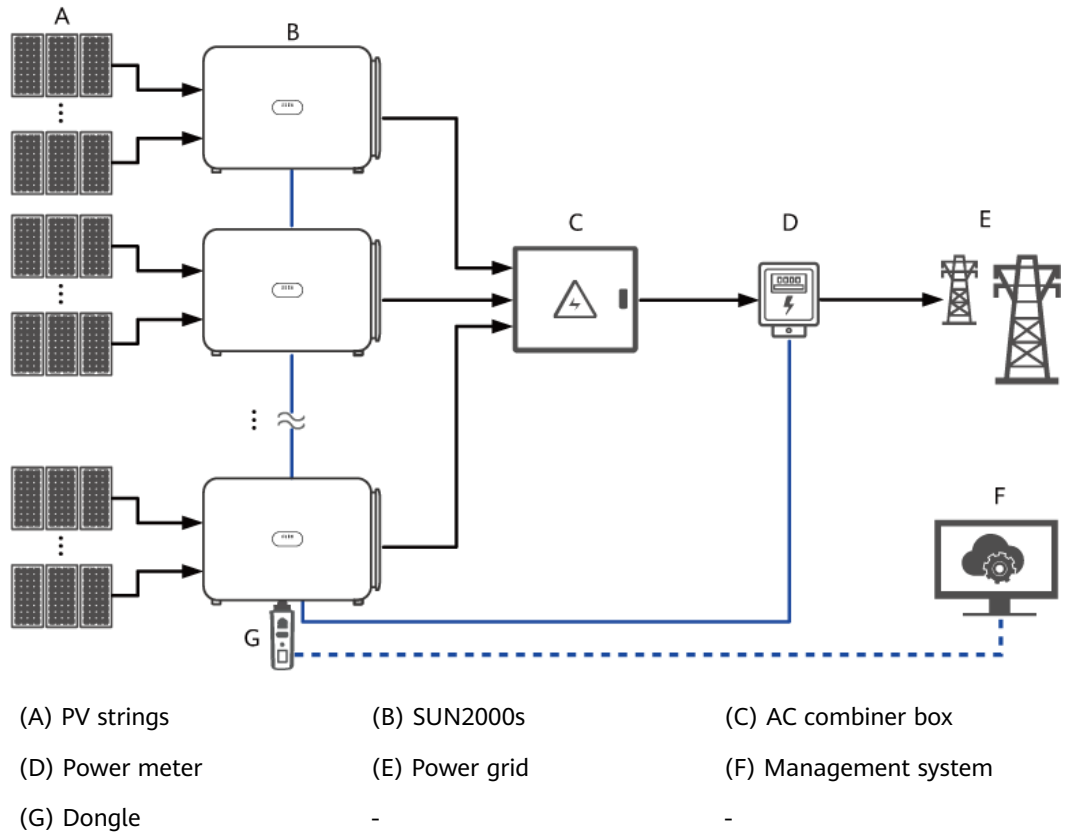 A
B
C
D
E
F
G
(A) PV strings
(B) SUN2000s
(C) AC combiner box
(D) Power meter
(E) Power grid
(F) Management system
(G) Dongle
-
-